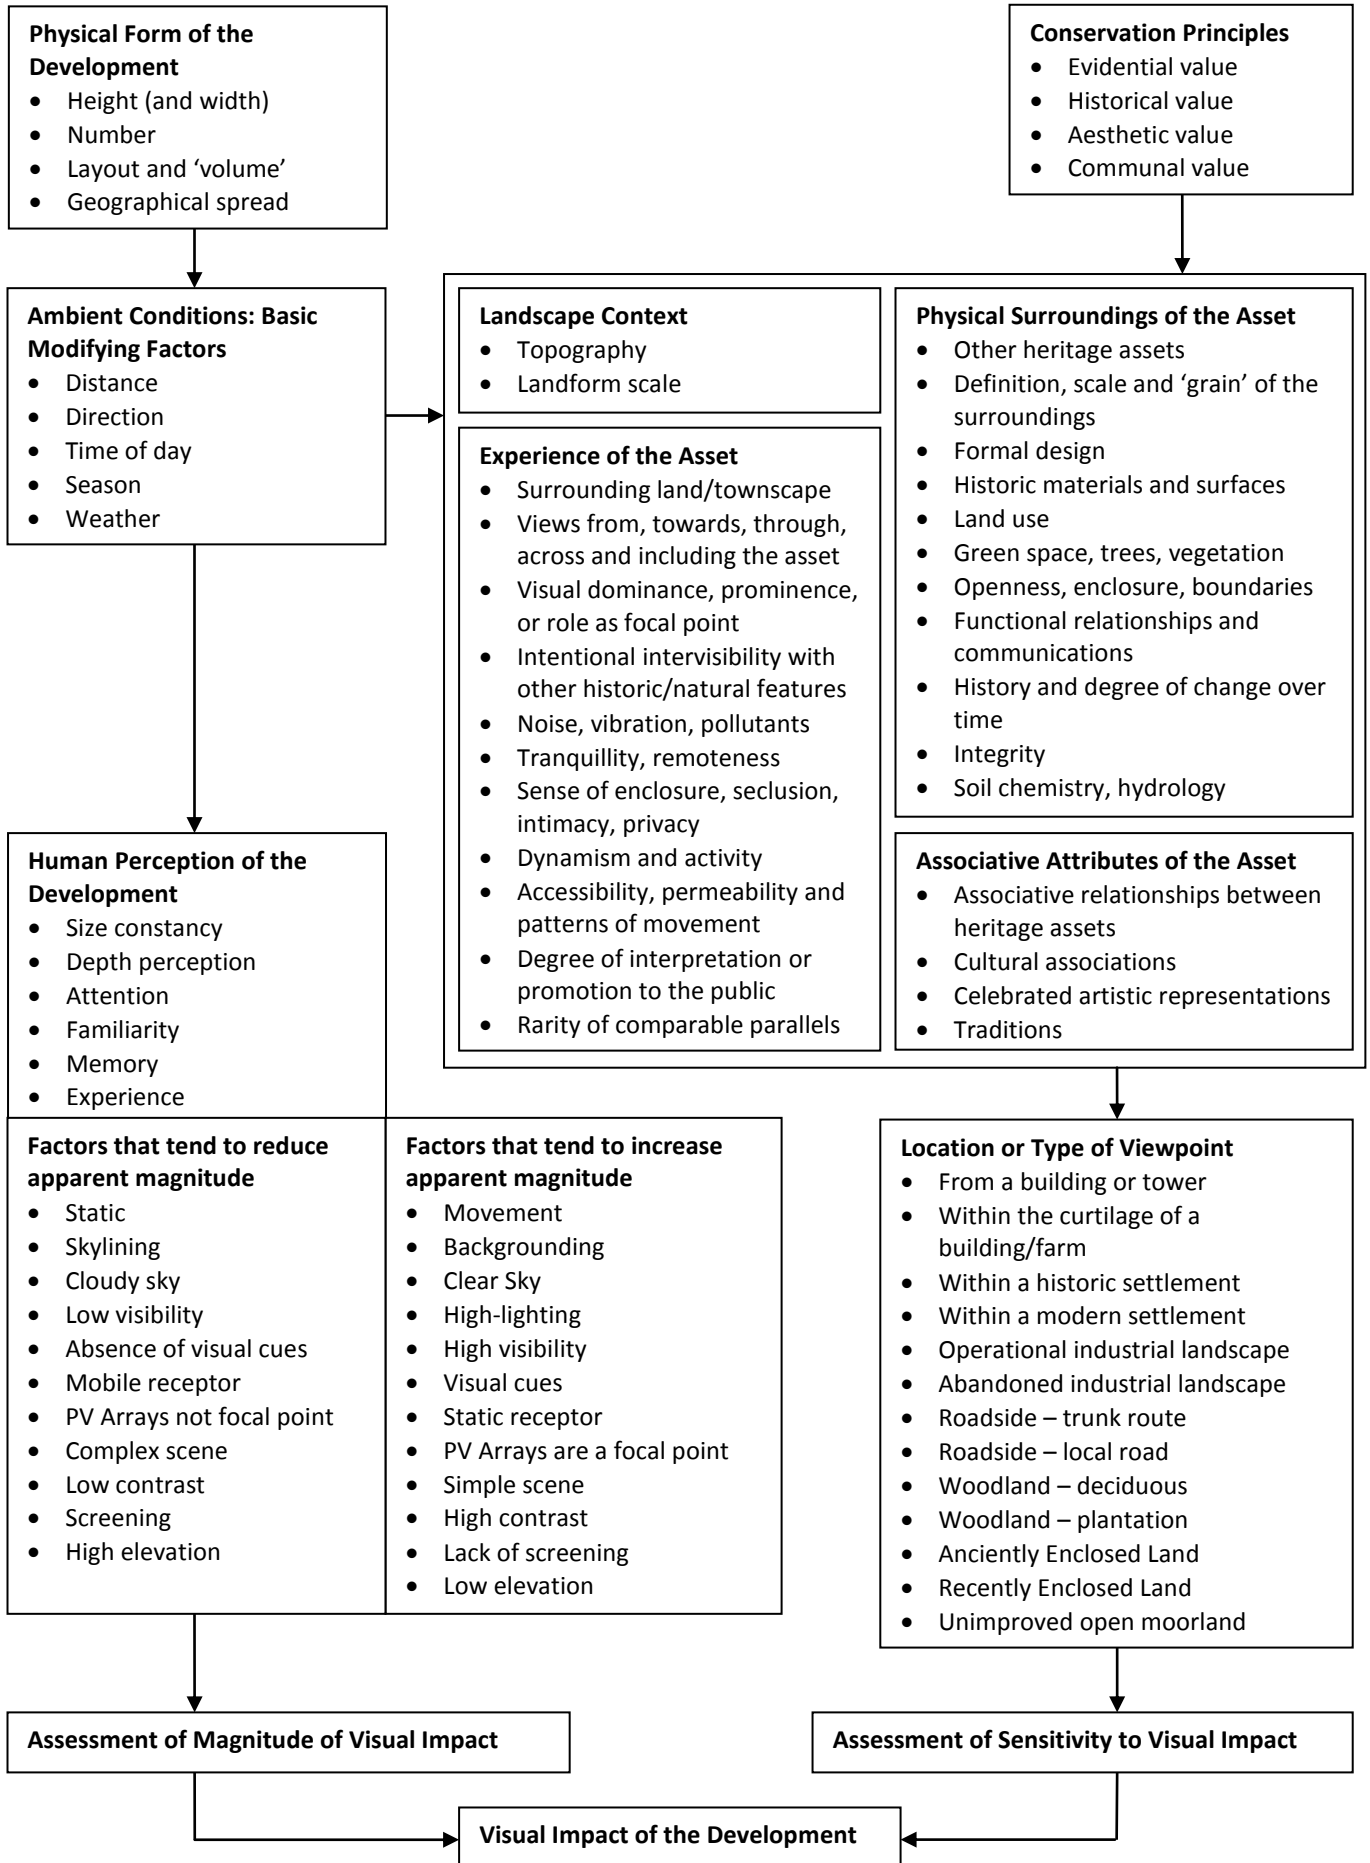 Physical Form of the
Development
• Height (and width)
• Number
• Layout and ‘volume’
• Geographical spread
Conservation Principles
• Evidential value
• Historical value
• Aesthetic value
• Communal value
Ambient Conditions: Basic
Modifying Factors
• Distance
• Direction
• Time of day
• Season
• Weather
Landscape Context
• Topography
• Landform scale
Experience of the Asset
• Surrounding land/townscape
• Views from, towards, through,
across and including the asset
• Visual dominance, prominence,
or role as focal point
• Intentional intervisibility with
other historic/natural features
• Noise, vibration, pollutants
• Tranquillity, remoteness
• Sense of enclosure, seclusion,
intimacy, privacy
• Dynamism and activity
• Accessibility, permeability and
patterns of movement
• Degree of interpretation or
promotion to the public
• Rarity of comparable parallels
Physical Surroundings of the Asset
• Other heritage assets
• Definition, scale and ‘grain’ of the
surroundings
• Formal design
• Historic materials and surfaces
• Land use
• Green space, trees, vegetation
• Openness, enclosure, boundaries
• Functional relationships and
communications
• History and degree of change over
time
• Integrity
• Soil chemistry, hydrology
Associative Attributes of the Asset
• Associative relationships between
heritage assets
• Cultural associations
• Celebrated artistic representations
• Traditions
Human Perception of the
Development
• Size constancy
• Depth perception
• Attention
• Familiarity
• Memory
• Experience
Factors that tend to reduce
apparent magnitude
• Static
• Skylining
• Cloudy sky
• Low visibility
• Absence of visual cues
• Mobile receptor
• PV Arrays not focal point
• Complex scene
• Low contrast
• Screening
• High elevation
Factors that tend to increase
apparent magnitude
• Movement
• Backgrounding
• Clear Sky
• High-lighting
• High visibility
• Visual cues
• Static receptor
• PV Arrays are a focal point
• Simple scene
• High contrast
• Lack of screening
• Low elevation
Location or Type of Viewpoint
• From a building or tower
• Within the curtilage of a
building/farm
• Within a historic settlement
• Within a modern settlement
• Operational industrial landscape
• Abandoned industrial landscape
• Roadside – trunk route
• Roadside – local road
• Woodland – deciduous
• Woodland – plantation
• Anciently Enclosed Land
• Recently Enclosed Land
• Unimproved open moorland
Assessment of Magnitude of Visual Impact
Assessment of Sensitivity to Visual Impact
Visual Impact of the Development